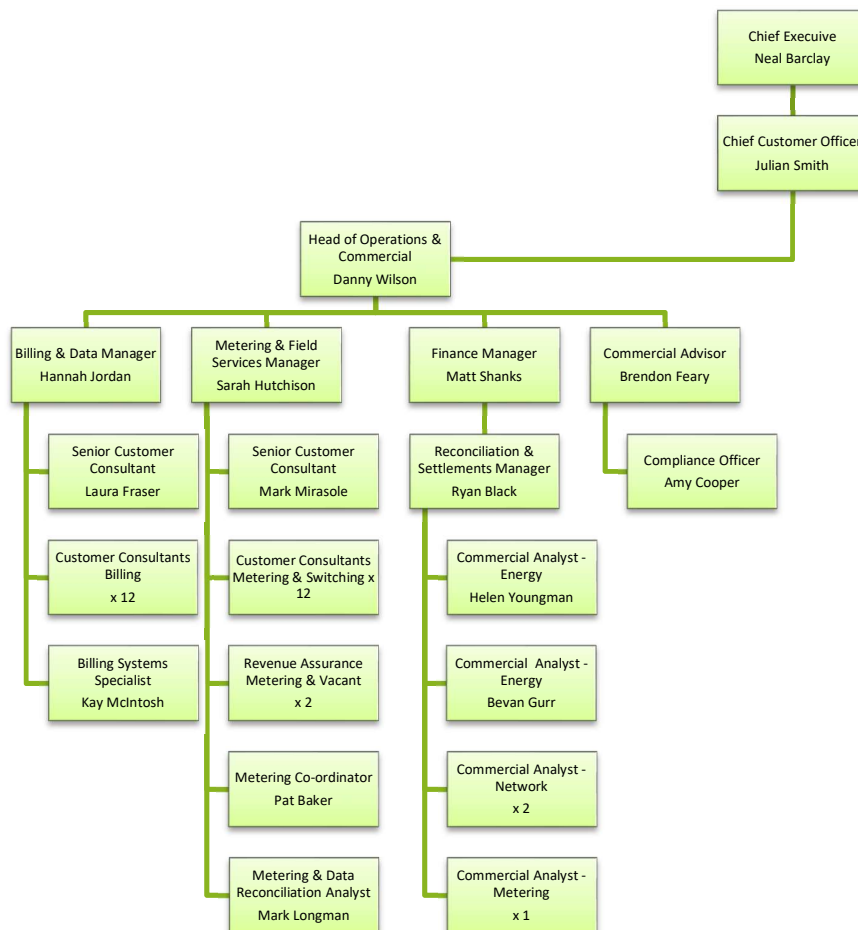 Chief Execuive
Neal Barclay
Chief Customer Officer
Julian Smith
Head of Operations &
Commercial
Danny Wilson
Billing & Data Manager
Hannah Jordan
Metering & Field
Services Manager
Sarah Hutchison
Finance Manager
Matt Shanks
Commercial Advisor
Brendon Feary
Senior Customer
Consultant
Laura Fraser
Senior Customer
Consultant
Mark Mirasole
Reconciliation &
Settlements Manager
Ryan Black
Compliance Officer
Amy Cooper
Customer Consultants
Billing
x 12
Customer Consultants
Metering & Switching x
12
Commercial Analyst -
Energy
Helen Youngman
Billing Systems
Specialist
Kay McIntosh
Revenue Assurance
Metering & Vacant
x 2
Commercial Analyst -
Energy
Bevan Gurr
Metering Co-ordinator
Pat Baker
Commercial Analyst -
Network
x 2
Metering & Data
Reconciliation Analyst
Mark Longman
Commercial Analyst -
Metering
x 1